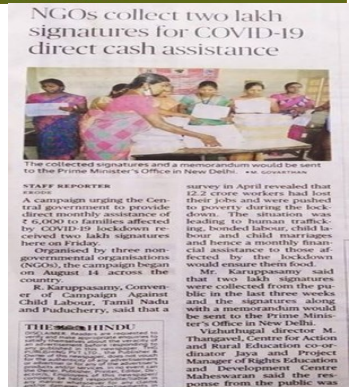 NGOs collect two lakh
signatures for COVID-19
direct cash assistance
The collected signatures and a memorandum would be sent
to the Prime Minister's Office in New Delhi. M. GOVARTHAN
STAFF REPORTER
ERODE
A campaign urging the Cen-
tral government to provide
direct monthly assistance of
₹ 6,000 to families affected
by COVID-19 lockdown re-
ceived two lakh signatures
here on Friday.
Organised by three non-
governmental organisations
(NGOs), the campaign began
on August 14 across the
country.
R. Karuppasamy, Conven-
er of Campaign Against
Child Labour, Tamil Nadu
and Puducherry, said that a
THE HINDU
survey in April revealed that
12.2 crore workers had lost
their jobs and were pushed
to poverty during the lock-
down. The situation was
leading to human traffick-
ing, bonded labour, child la-
bour and child marriages
and hence a monthly finan-
cial assistance to those af-
fected by the lockdown
would ensure them food.
Mr. Karuppasamy said
that two lakh signatures
were collected from the pu-
blic in the last three weeks
and the signatures along
with a memorandum would
be sent to the Prime Minis-
ter's Office in New Delhi.
Vizhuthugal director M.
Thangavel, Centre for Action
and Rural Education co-or-
dinator Jaya and Project
Manager of Rights Education
and Development Centre
Maheswaran said the res-
ponse from the public was